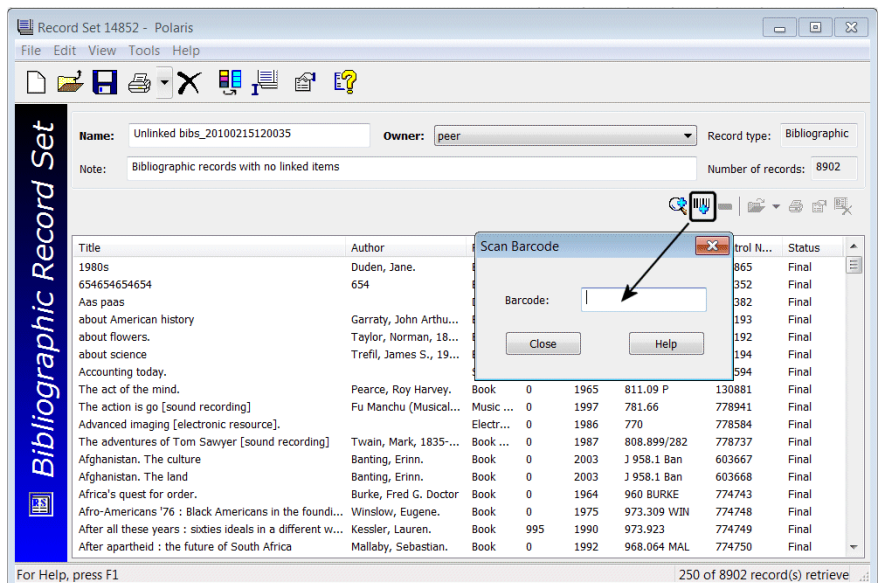 Record Set 14852 - Polaris
File Edit View Tools Help
Bibliographic Record Set
Name: Unlinked bibs_20100215120035 Owner: peer Record type: Bibliographic
Note: Bibliographic records with no linked items Number of records: 8902
Scan Barcode
Barcode:
Close Help
Title Author trol N... Status
1980s Duden, Jane. 865 Final
654654654654 654 352 Final
Aas paas 382 Final
about American history Garraty, John Arthu... 193 Final
about flowers. Taylor, Norman, 18... 192 Final
about science Trefil, James S., 19... 194 Final
Accounting today. 594 Final
The act of the mind. Pearce, Roy Harvey. Book 0 1965 811.09 P 130881 Final
The action is go [sound recording] Fu Manchu (Musical... Music ... 0 1997 781.66 778941 Final
Advanced imaging [electronic resource]. Electr... 0 1986 770 778584 Final
The adventures of Tom Sawyer [sound recording] Twain, Mark, 1835-... Book ... 0 1987 808.899/282 778737 Final
Afghanistan. The culture Banting, Erinn. Book 0 2003 J 958.1 Ban 603667 Final
Afghanistan. The land Banting, Erinn. Book 0 2003 J 958.1 Ban 603668 Final
Africa's quest for order. Burke, Fred G. Doctor Book 0 1964 960 BURKE 774743 Final
Afro-Americans '76 : Black Americans in the foundi... Winslow, Eugene. Book 0 1975 973.309 WIN 774748 Final
After all these years : sixties ideals in a different w... Kessler, Lauren. Book 995 1990 973.923 774749 Final
After apartheid : the future of South Africa Mallaby, Sebastian. Book 0 1992 968.064 MAL 774750 Final
For Help, press F1 250 of 8902 record(s) retrieve